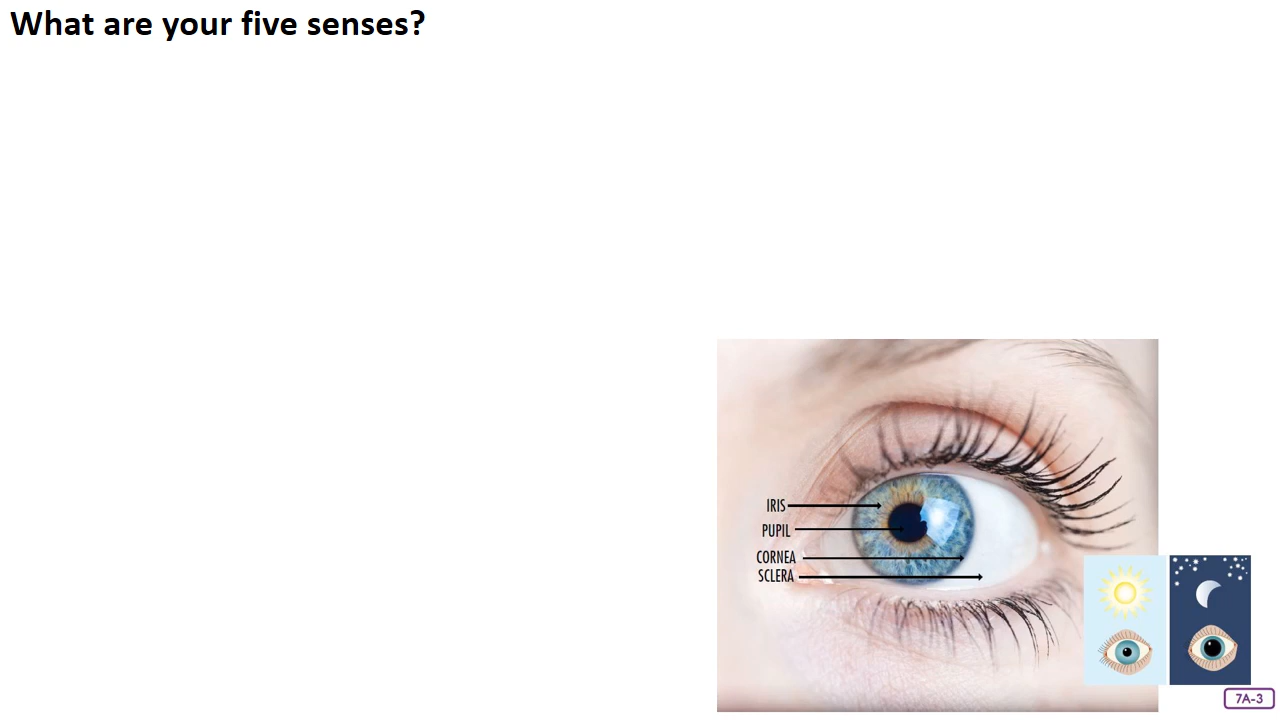 What are your five senses?
IRIS
PUPIL
CORNEA
SCLERA
7A-3